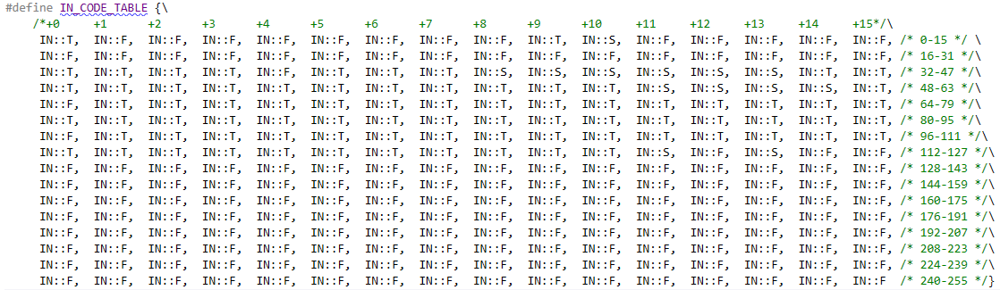 #define IN_CODE_TABLE {\
/*+0 +1 +2 +3 +4 +5 +6 +7 +8 +9 +10 +11 +12 +13 +14 +15*/\
IN::T, IN::F, IN::F, IN::F, IN::F, IN::F, IN::F, IN::F, IN::F, IN::T, IN::S, IN::F, IN::F, IN::F, IN::F, IN::F, /* 0-15 */ \
IN::F, IN::F, IN::F, IN::F, IN::F, IN::F, IN::F, IN::F, IN::F, IN::F, IN::F, IN::F, IN::F, IN::F, IN::F, IN::F, /* 16-31 */\
IN::T, IN::T, IN::T, IN::T, IN::T, IN::T, IN::T, IN::T, IN::S, IN::S, IN::S, IN::S, IN::S, IN::S, IN::T, IN::T, /* 32-47 */\
IN::T, IN::T, IN::T, IN::T, IN::T, IN::T, IN::T, IN::T, IN::T, IN::T, IN::T, IN::S, IN::S, IN::S, IN::S, IN::T, /* 48-63 */\
IN::F, IN::T, IN::T, IN::T, IN::T, IN::T, IN::T, IN::T, IN::T, IN::T, IN::T, IN::T, IN::T, IN::T, IN::T, IN::T, /* 64-79 */\
IN::T, IN::T, IN::T, IN::T, IN::T, IN::T, IN::T, IN::T, IN::T, IN::T, IN::T, IN::T, IN::T, IN::T, IN::T, IN::T, /* 80-95 */\
IN::F, IN::T, IN::T, IN::T, IN::T, IN::T, IN::T, IN::T, IN::T, IN::T, IN::T, IN::T, IN::T, IN::T, IN::T, IN::T, /* 96-111 */\
IN::T, IN::T, IN::T, IN::T, IN::T, IN::T, IN::T, IN::T, IN::T, IN::T, IN::T, IN::S, IN::F, IN::S, IN::F, IN::F, /* 112-127 */\
IN::F, IN::F, IN::F, IN::F, IN::F, IN::F, IN::F, IN::F, IN::F, IN::F, IN::F, IN::F, IN::F, IN::F, IN::F, IN::F, /* 128-143 */\
IN::F, IN::F, IN::F, IN::F, IN::F, IN::F, IN::F, IN::F, IN::F, IN::F, IN::F, IN::F, IN::F, IN::F, IN::F, IN::F, /* 144-159 */\
IN::F, IN::F, IN::F, IN::F, IN::F, IN::F, IN::F, IN::F, IN::F, IN::F, IN::F, IN::F, IN::F, IN::F, IN::F, IN::F, /* 160-175 */\
IN::F, IN::F, IN::F, IN::F, IN::F, IN::F, IN::F, IN::F, IN::F, IN::F, IN::F, IN::F, IN::F, IN::F, IN::F, IN::F, /* 176-191 */\
IN::F, IN::F, IN::F, IN::F, IN::F, IN::F, IN::F, IN::F, IN::F, IN::F, IN::F, IN::F, IN::F, IN::F, IN::F, IN::F, /* 192-207 */\
IN::F, IN::F, IN::F, IN::F, IN::F, IN::F, IN::F, IN::F, IN::F, IN::F, IN::F, IN::F, IN::F, IN::F, IN::F, IN::F, /* 208-223 */\
IN::F, IN::F, IN::F, IN::F, IN::F, IN::F, IN::F, IN::F, IN::F, IN::F, IN::F, IN::F, IN::F, IN::F, IN::F, IN::F, /* 224-239 */\
IN::F, IN::F, IN::F, IN::F, IN::F, IN::F, IN::F, IN::F, IN::F, IN::F, IN::F, IN::F, IN::F, IN::F, IN::F, IN::F /* 240-255 */}